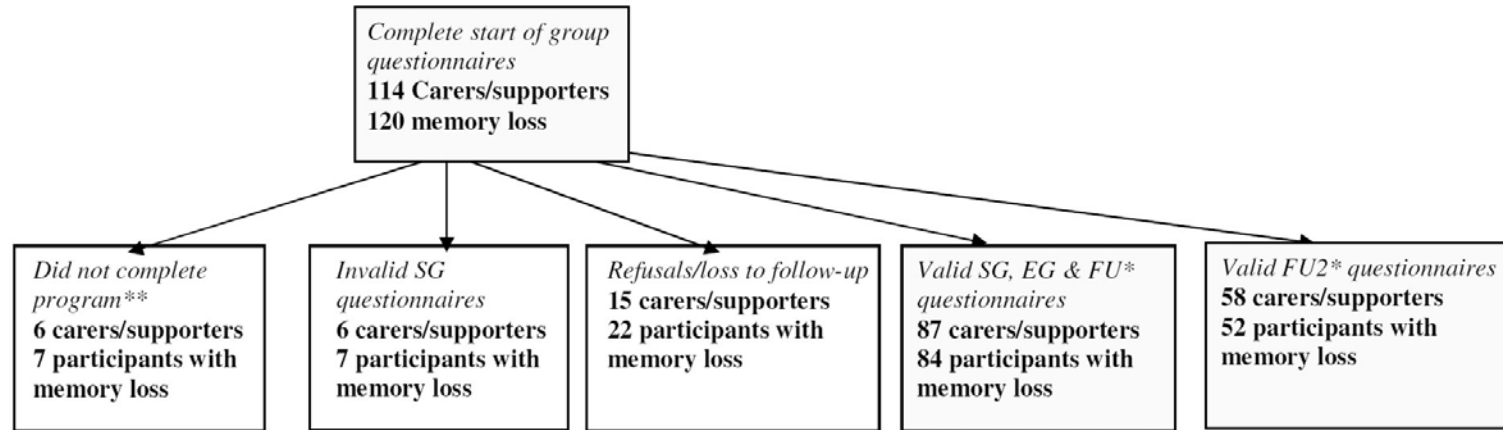 Complete start of group
questionnaires
114 Carers/supporters
120 memory loss
Did not complete
program**
6 carers/supporters
7 participants with
memory loss
Invalid SG
questionnaires
6 carers/supporters
7 participants with
memory loss
Refusals/loss to follow-up
15 carers/supporters
22 participants with
memory loss
Valid SG, EG & FU*
questionnaires
87 carers/supporters
84 participants with
memory loss
Valid FU2* questionnaires
58 carers/supporters
52 participants with
memory loss